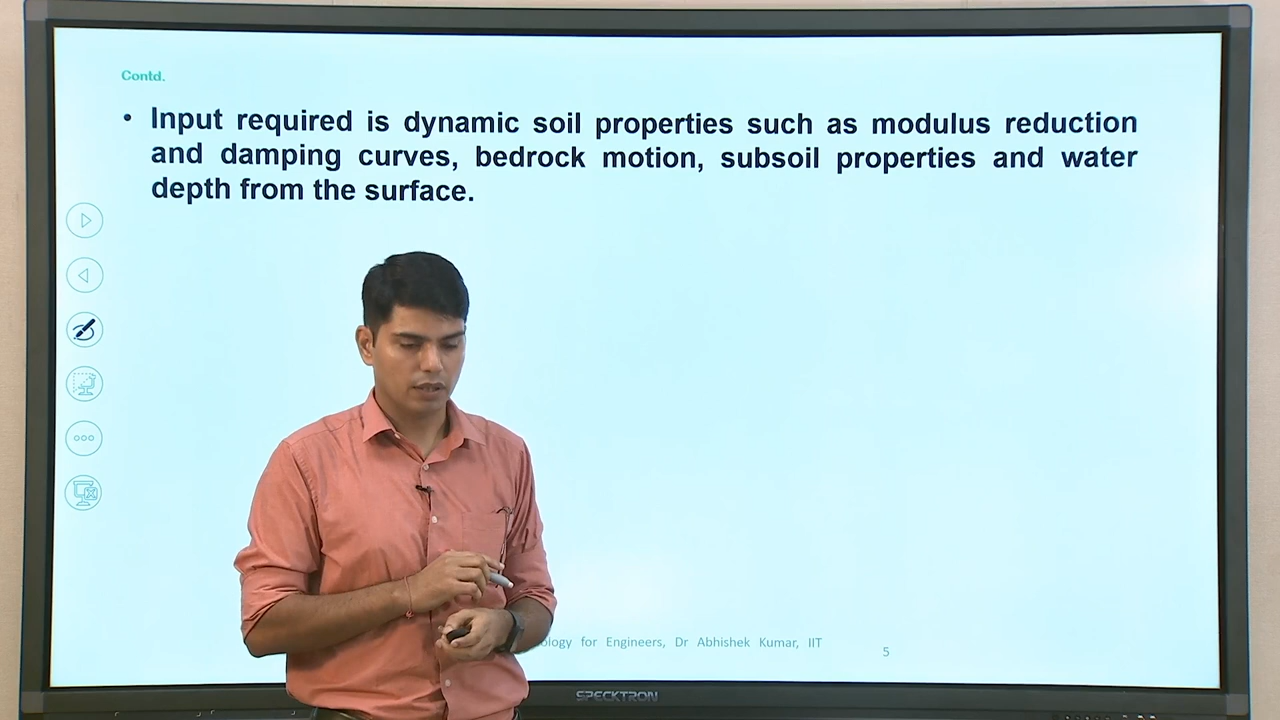 Contd.
• Input required is dynamic soil properties such as modulus reduction
and damping curves, bedrock motion, subsoil properties and water
depth from the surface.
for Engineers, Dr Abhishek Kumar, IIT
5
SPECKTRON